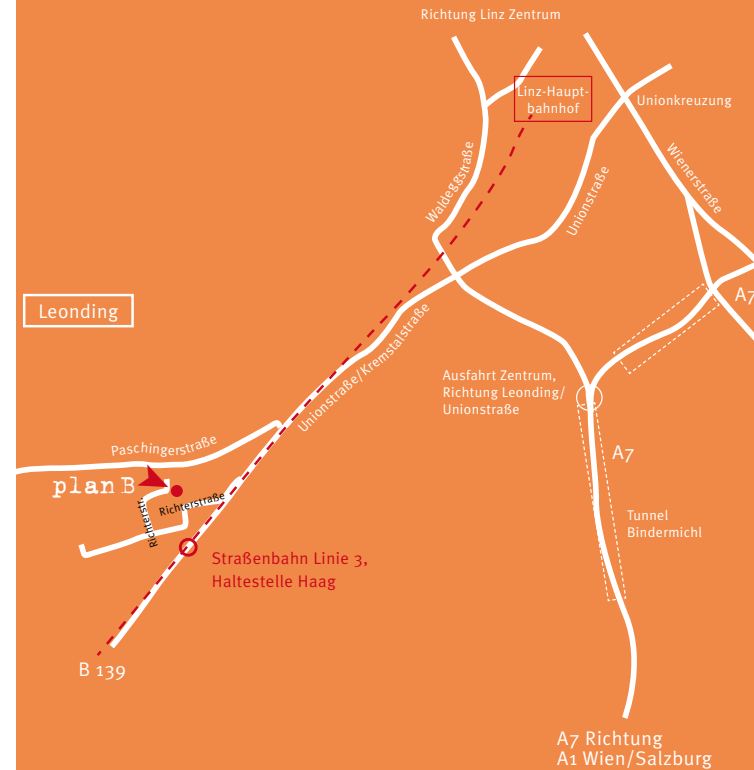 Richtung Linz Zentrum
Linz-Haupt-
bahnhof
Unionkreuzung
Waldeggstraße
Unionstraße
Wienerstraße
A7
Leonding
Unionstraße/Kremstalstraße
Ausfahrt Zentrum,
Richtung Leonding/
Unionstraße
A7
Paschingerstraße
plan B
Richterstr.
Richterstraße
Tunnel
Bindermichl
Straßenbahn Linie 3,
Haltestelle Haag
B 139
A7 Richtung
A1 Wien/Salzburg